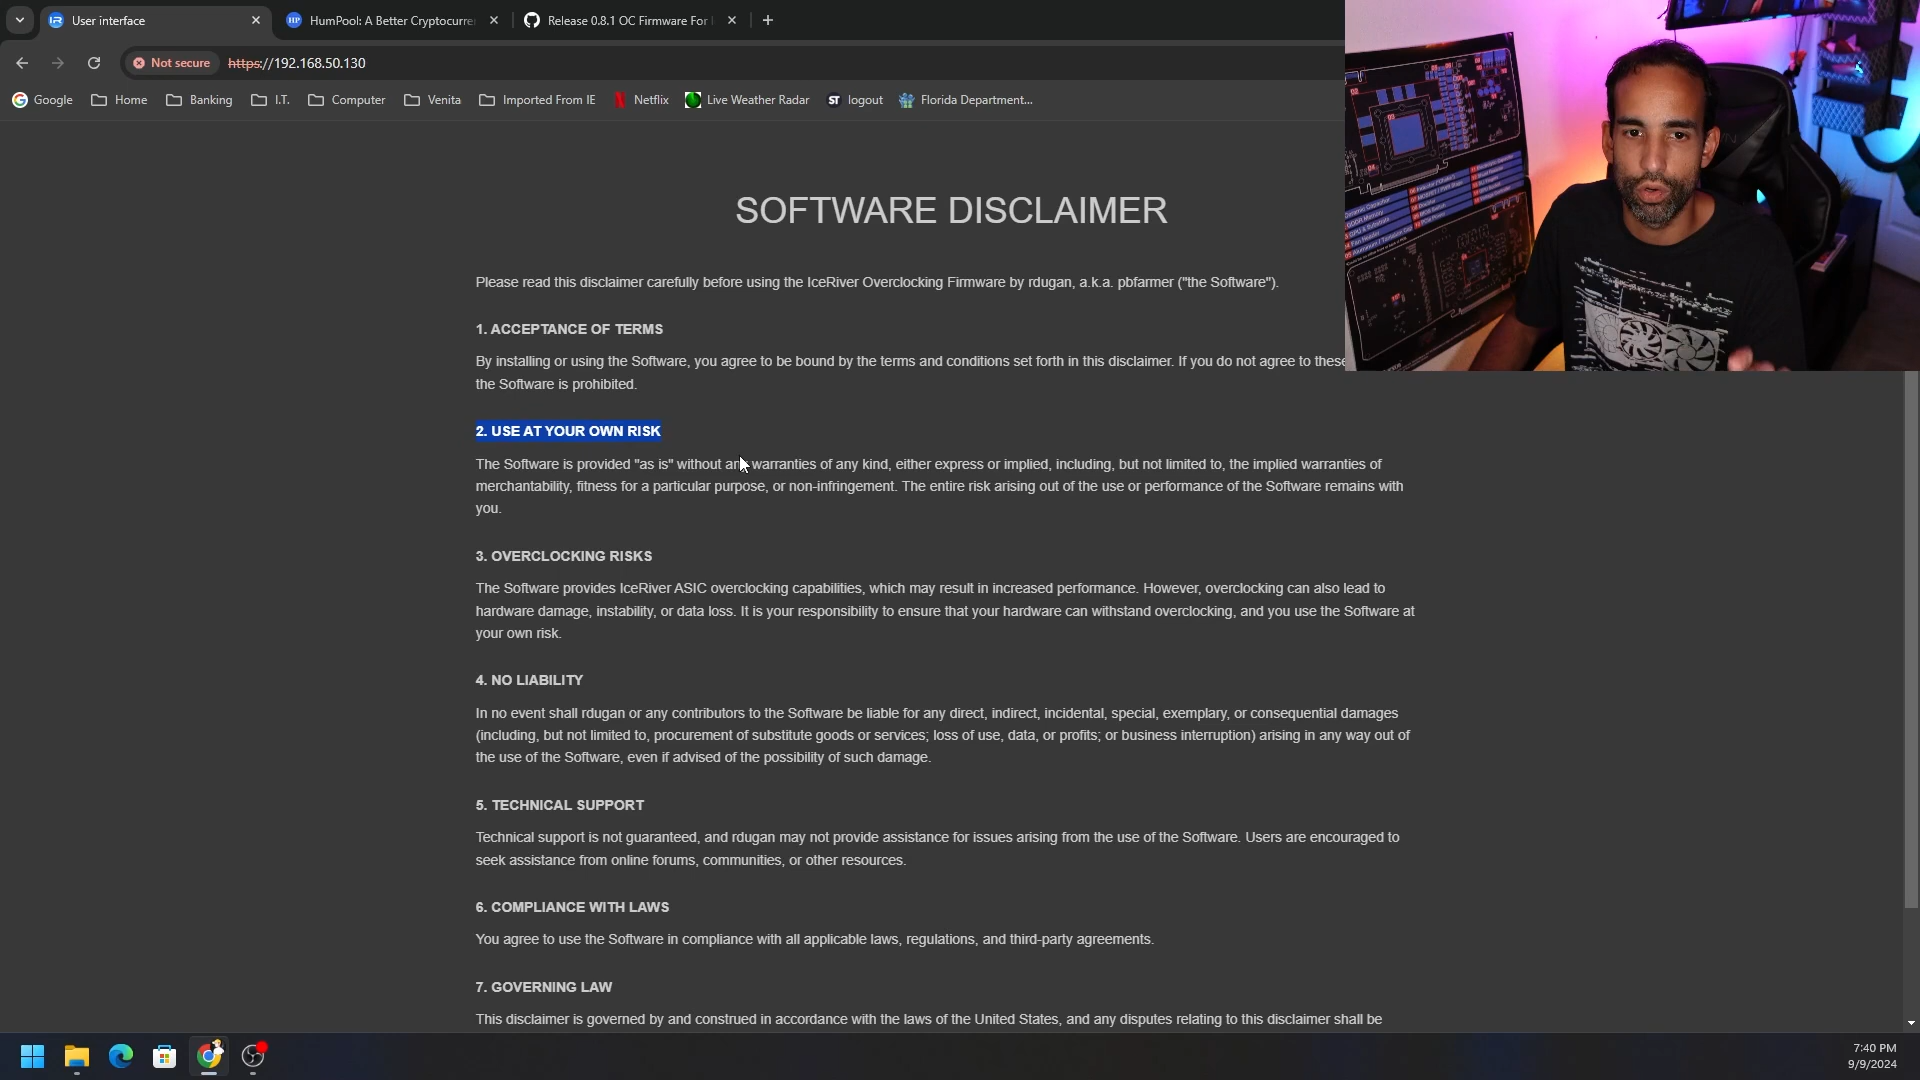 User interface
HumPool: A Better Cryptocurre
Release 0.8.1 OC Firmware For
Not secure
https://192.168.50.130
Google
Home
Banking
I.T.
Computer
Venita
Imported From IE
Netflix
Live Weather Radar
ST
logout
Florida Department...
SOFTWARE DISCLAIMER
Please read this disclaimer carefully before using the IceRiver Overclocking Firmware by rdugan, a.k.a. pbfarmer ("the Software").
1. ACCEPTANCE OF TERMS
By installing or using the Software, you agree to be bound by the terms and conditions set forth in this disclaimer. If you do not agree to these
the Software is prohibited.
2. USE AT YOUR OWN RISK
The Software is provided "as is" without any warranties of any kind, either express or implied, including, but not limited to, the implied warranties of
merchantability, fitness for a particular purpose, or non-infringement. The entire risk arising out of the use or performance of the Software remains with
you.
3. OVERCLOCKING RISKS
The Software provides IceRiver ASIC overclocking capabilities, which may result in increased performance. However, overclocking can also lead to
hardware damage, instability, or data loss. It is your responsibility to ensure that your hardware can withstand overclocking, and you use the Software at
your own risk.
4. NO LIABILITY
In no event shall rdugan or any contributors to the Software be liable for any direct, indirect, incidental, special, exemplary, or consequential damages
(including, but not limited to, procurement of substitute goods or services; loss of use, data, or profits; or business interruption) arising in any way out of
the use of the Software, even if advised of the possibility of such damage.
5. TECHNICAL SUPPORT
Technical support is not guaranteed, and rdugan may not provide assistance for issues arising from the use of the Software. Users are encouraged to
seek assistance from online forums, communities, or other resources.
6. COMPLIANCE WITH LAWS
You agree to use the Software in compliance with all applicable laws, regulations, and third-party agreements.
7. GOVERNING LAW
This disclaimer is governed by and construed in accordance with the laws of the United States, and any disputes relating to this disclaimer shall be
7:40 PM
9/9/2024